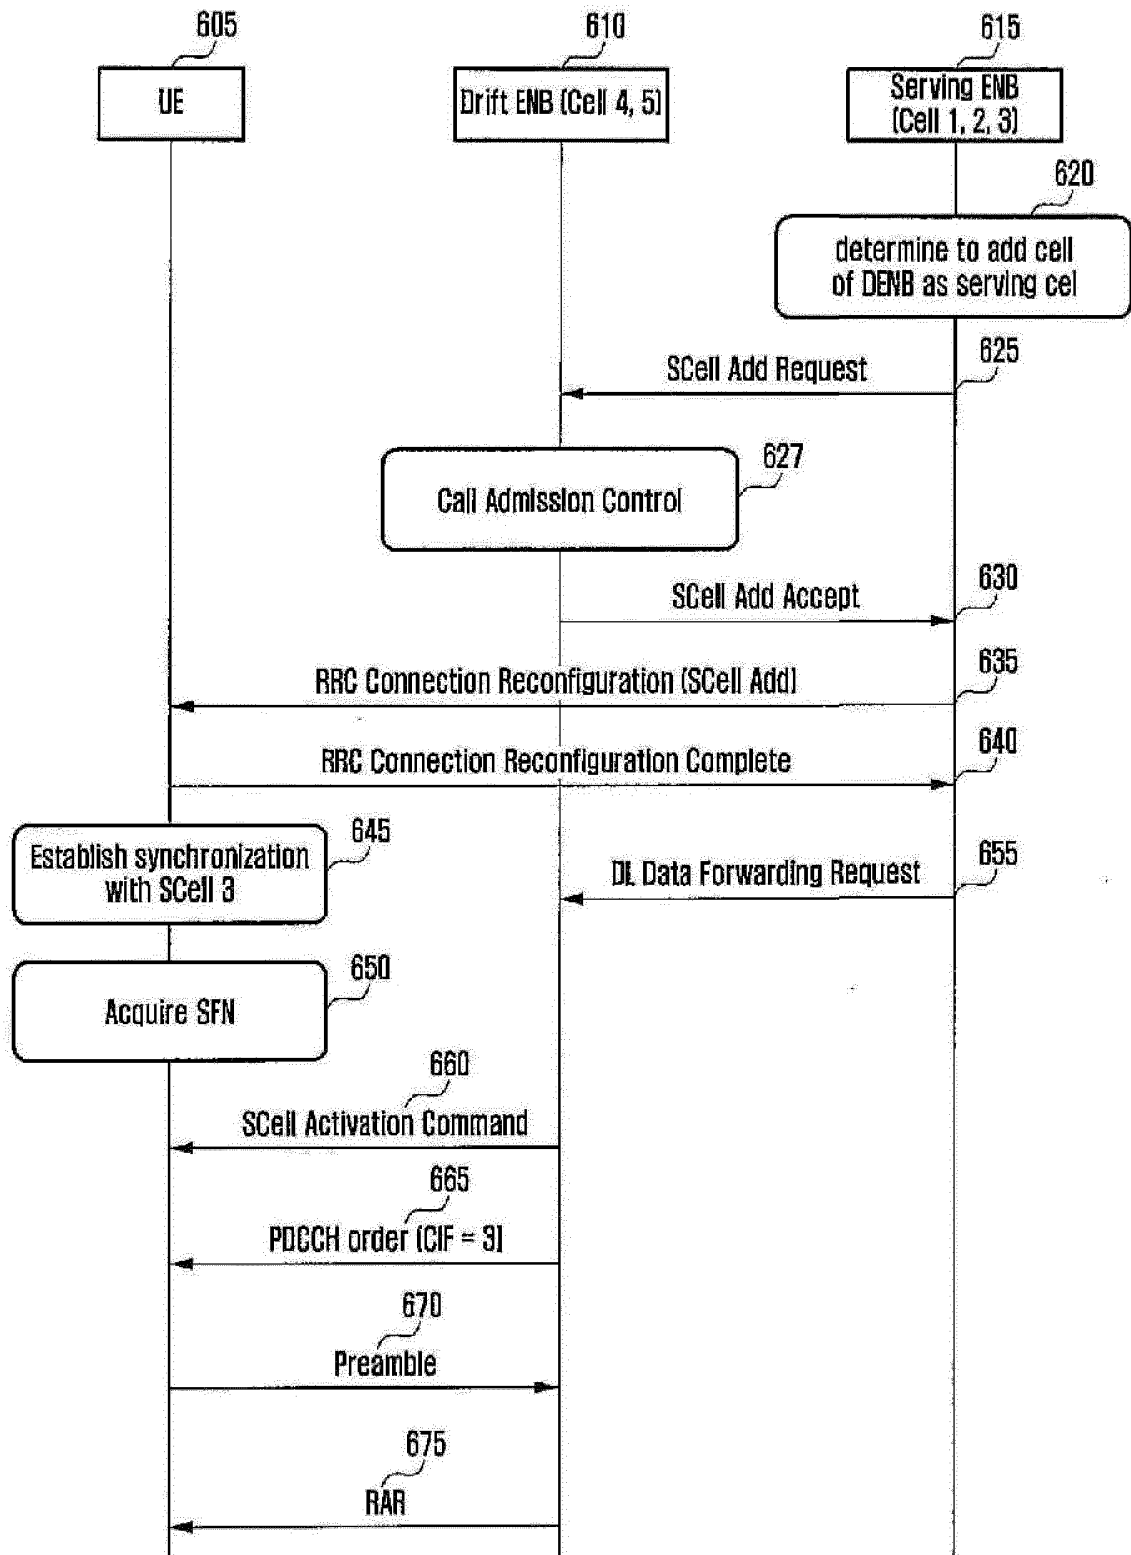 605
610
615
UE
Drift ENB (Cell 4, 5)
Serving ENB
(Cell 1, 2, 3)
620
determine to add cell
of DENB as serving cel
625
SCell Add Request
627
Call Admission Control
630
SCell Add Accept
635
RRC Connection Reconfiguration (SCell Add)
640
RRC Connection Reconfiguration Complete
645
Establish synchronization
with SCell 3
655
DL Data Forwarding Request
650
Acquire SFN
660
SCell Activation Command
665
PDCCH order (CIF = 3)
670
Preamble
675
RAR